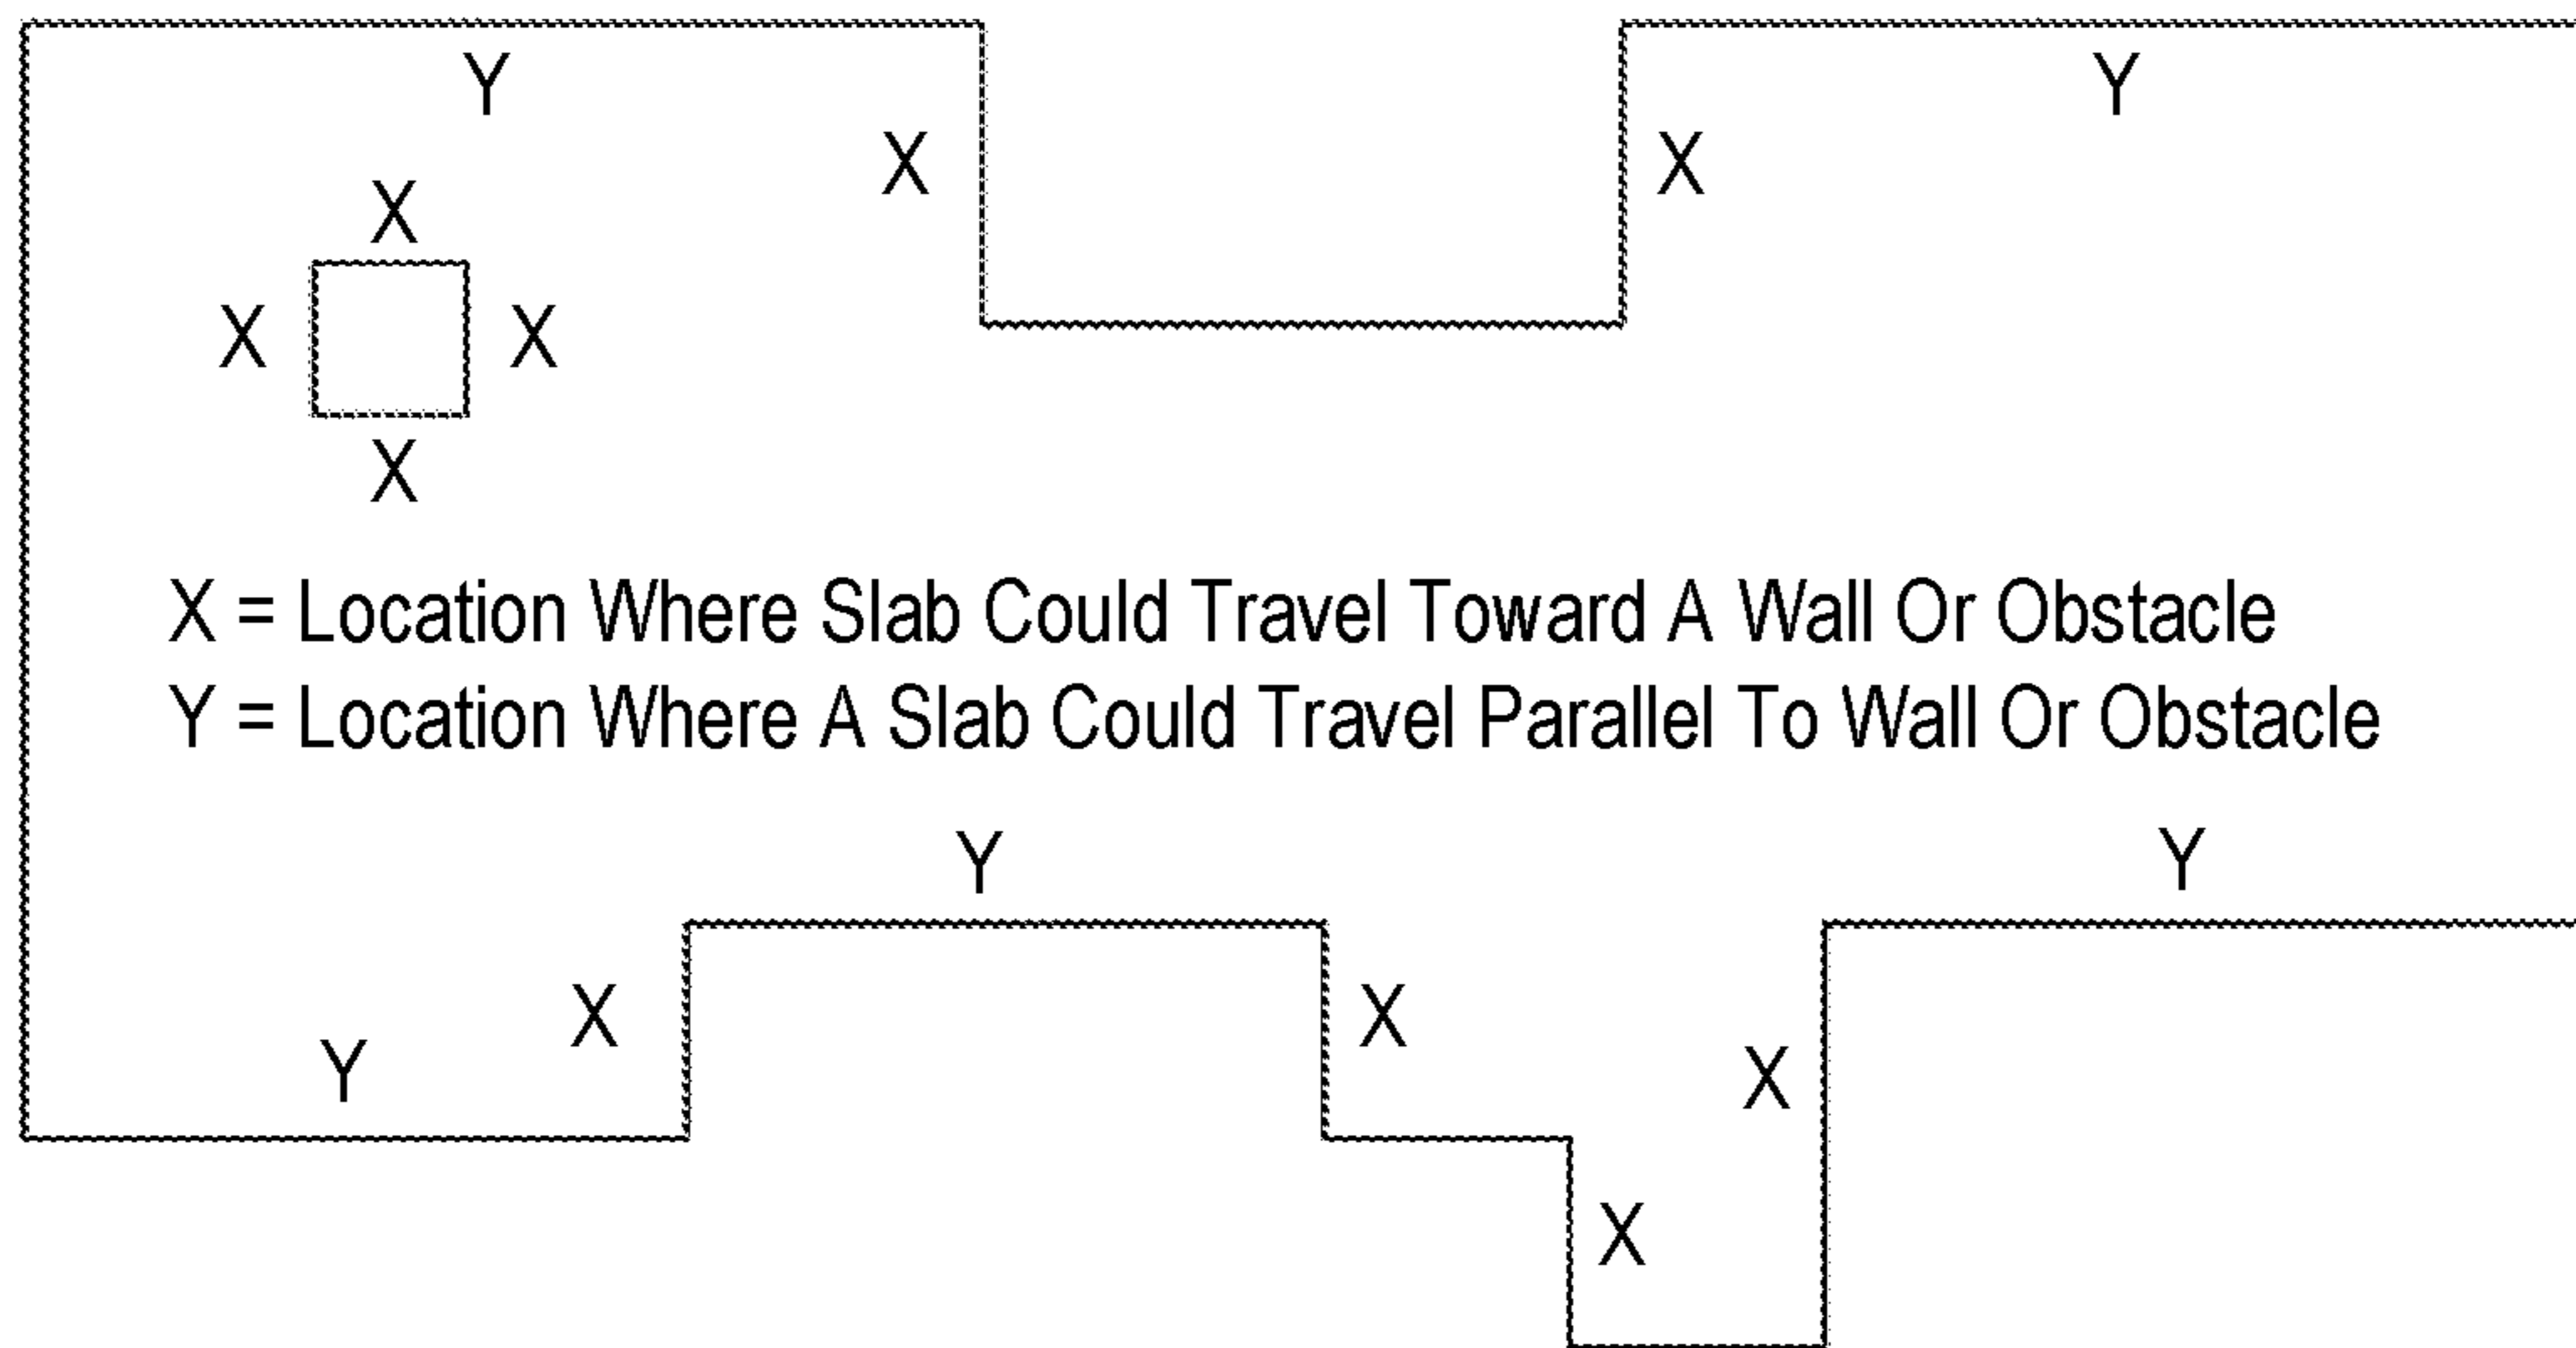 Y
Y
X
X
X
X
X
X
X = Location Where Slab Could Travel Toward A Wall Or Obstacle
Y = Location Where A Slab Could Travel Parallel To Wall Or Obstacle
Y
Y
X
X
Y
X
X